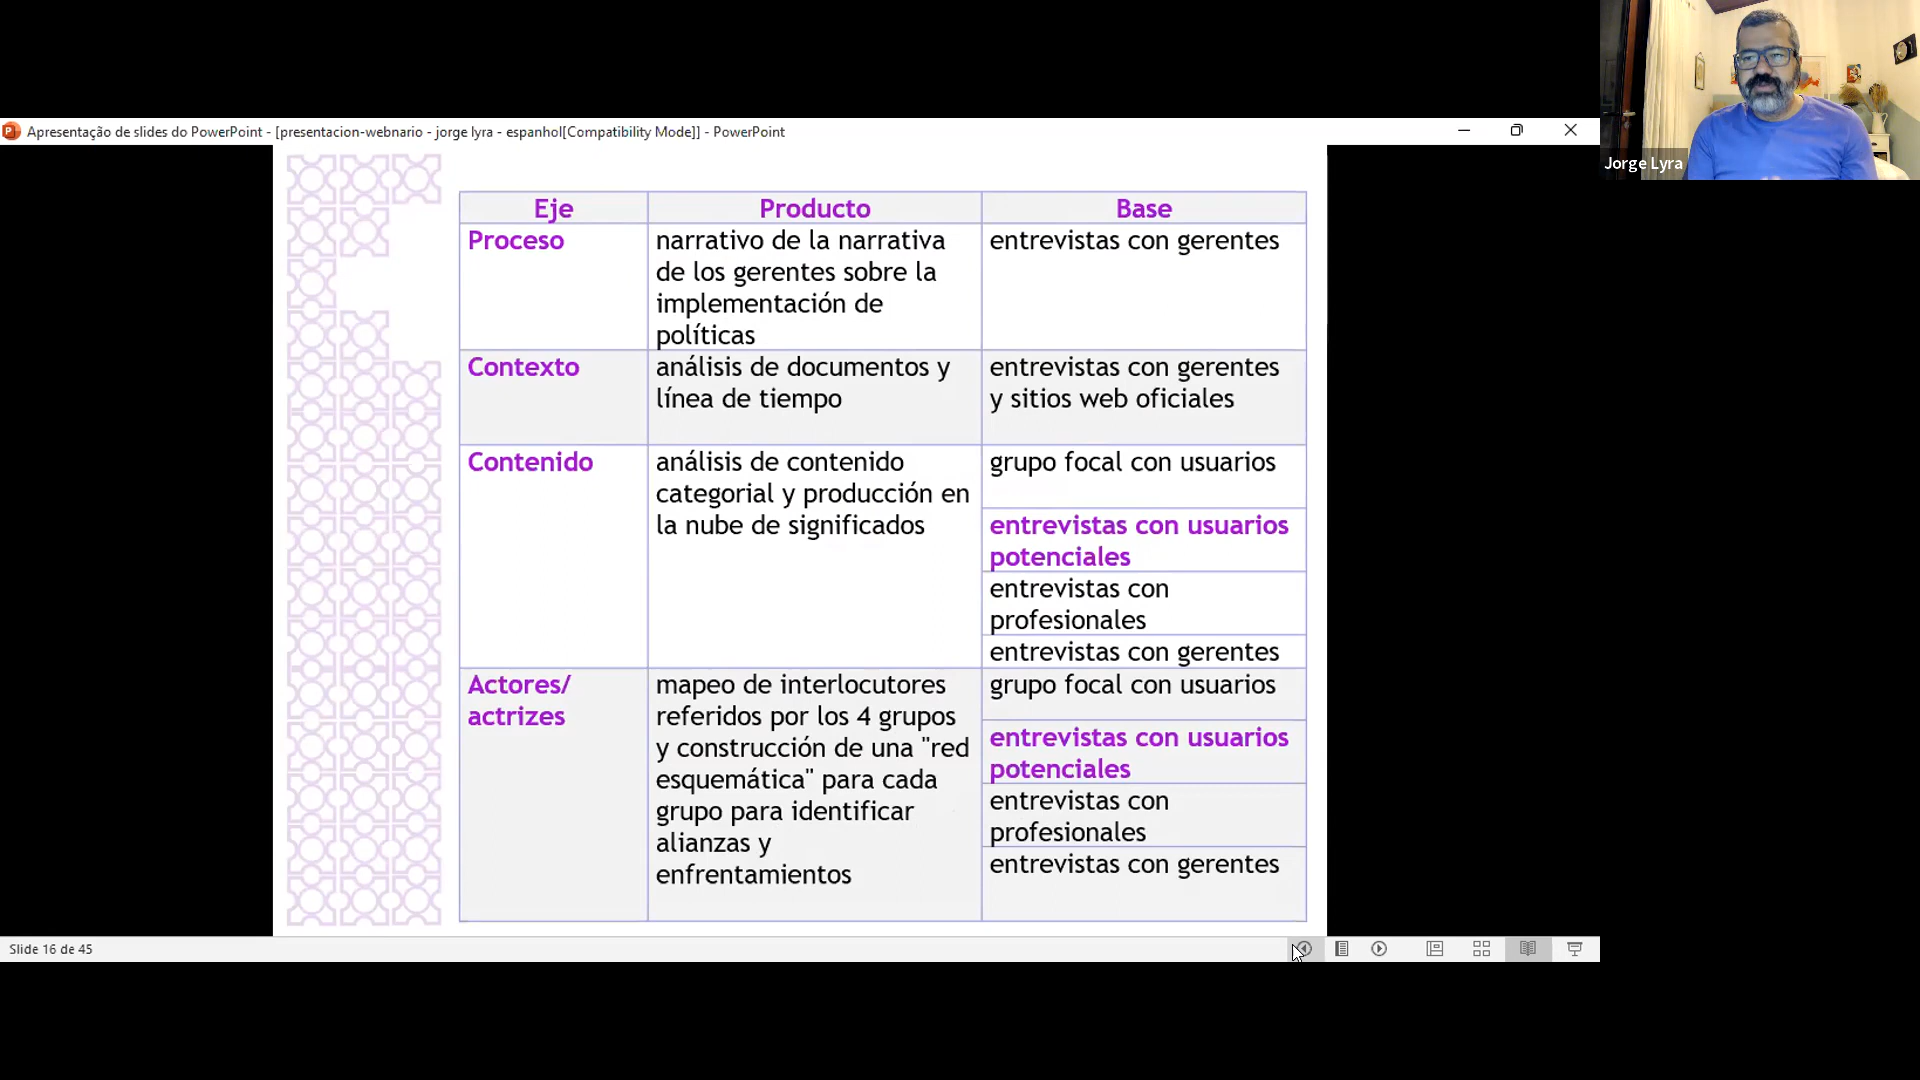 Apresentação de slides do PowerPoint - [presentacion-webnario - jorge lyra - espanhol[Compatibility Mode]] - PowerPoint
Jorge Lyra
Eje
Producto
Base
Proceso
narrativo de la narrativa
de los gerentes sobre la
implementación de
políticas
entrevistas con gerentes
Contexto
análisis de documentos y
línea de tiempo
entrevistas con gerentes
y sitios web oficiales
Contenido
análisis de contenido
categorial y producción en
la nube de significados
grupo focal con usuarios
entrevistas con usuarios
potenciales
entrevistas con
profesionales
entrevistas con gerentes
Actores/
actrizes
mapeo de interlocutores
referidos por los 4 grupos
y construcción de una "red
esquemática" para cada
grupo para identificar
alianzas y
enfrentamientos
grupo focal con usuarios
entrevistas con usuarios
potenciales
entrevistas con
profesionales
entrevistas con gerentes
Slide 16 de 45